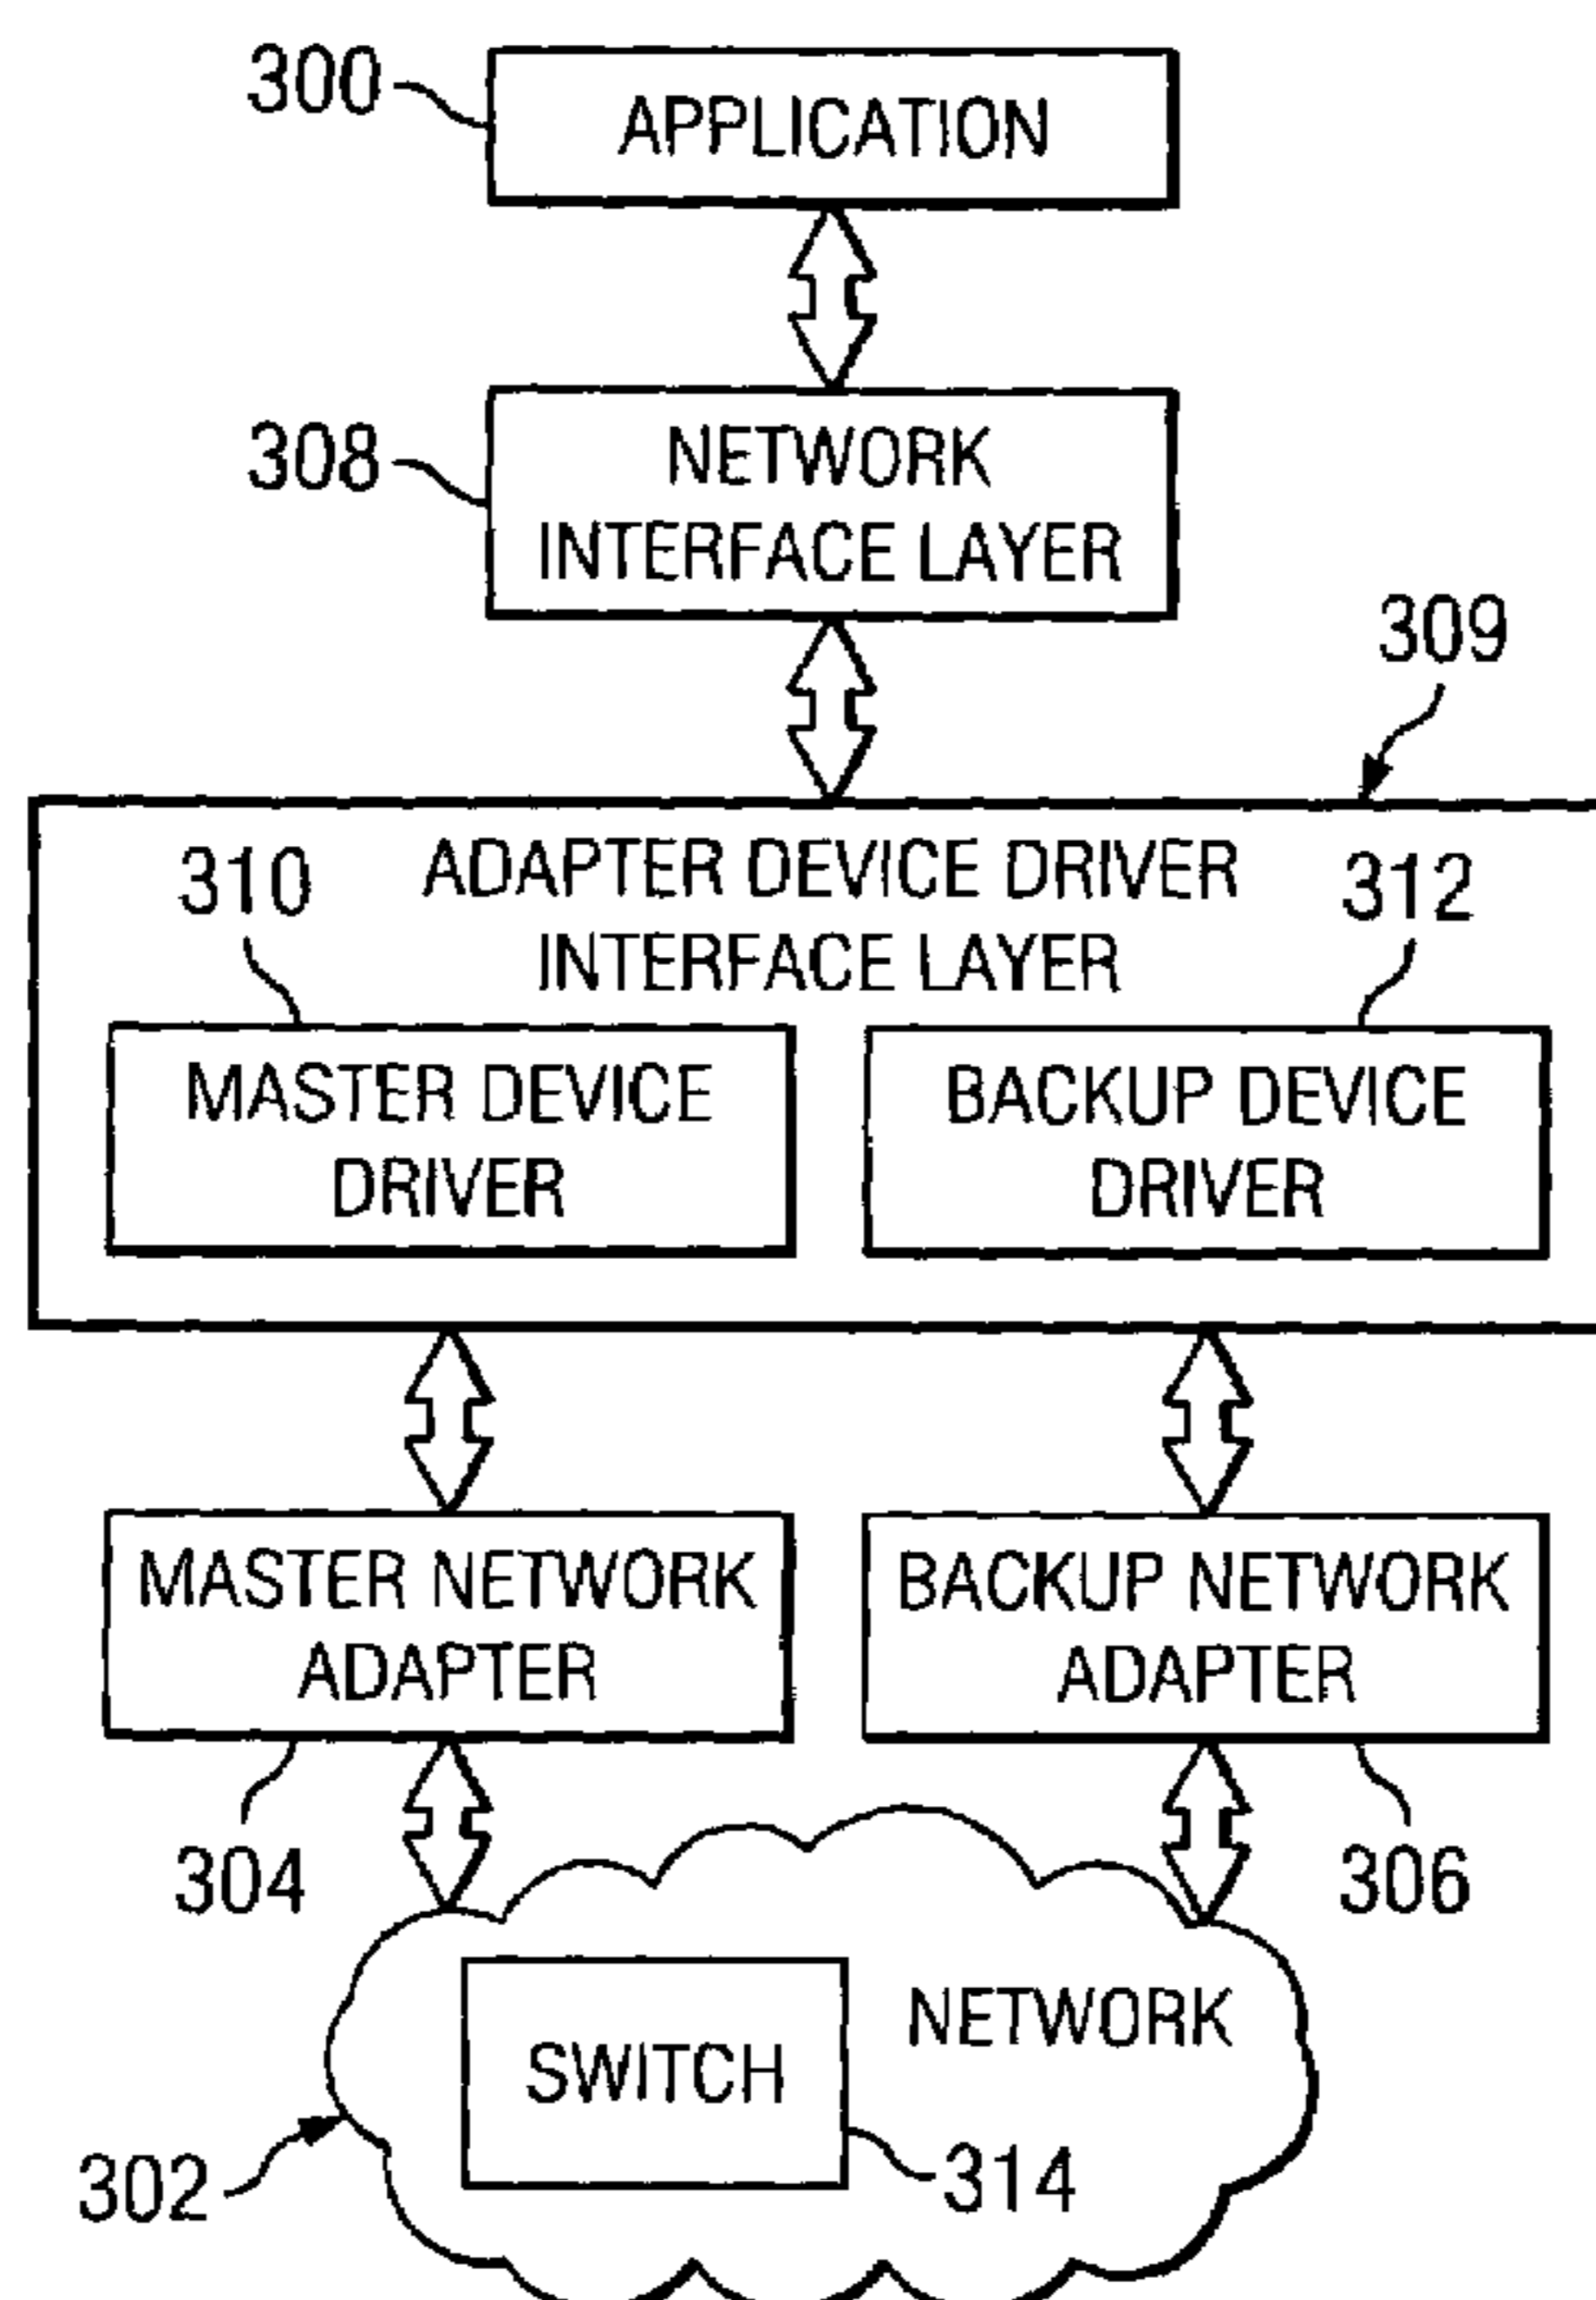 300
APPLICATION
308
NETWORK
INTERFACE LAYER
309
310
ADAPTER DEVICE DRIVER
INTERFACE LAYER
312
MASTER DEVICE
DRIVER
BACKUP DEVICE
DRIVER
MASTER NETWORK
ADAPTER
BACKUP NETWORK
ADAPTER
304
306
NETWORK
SWITCH
302
314